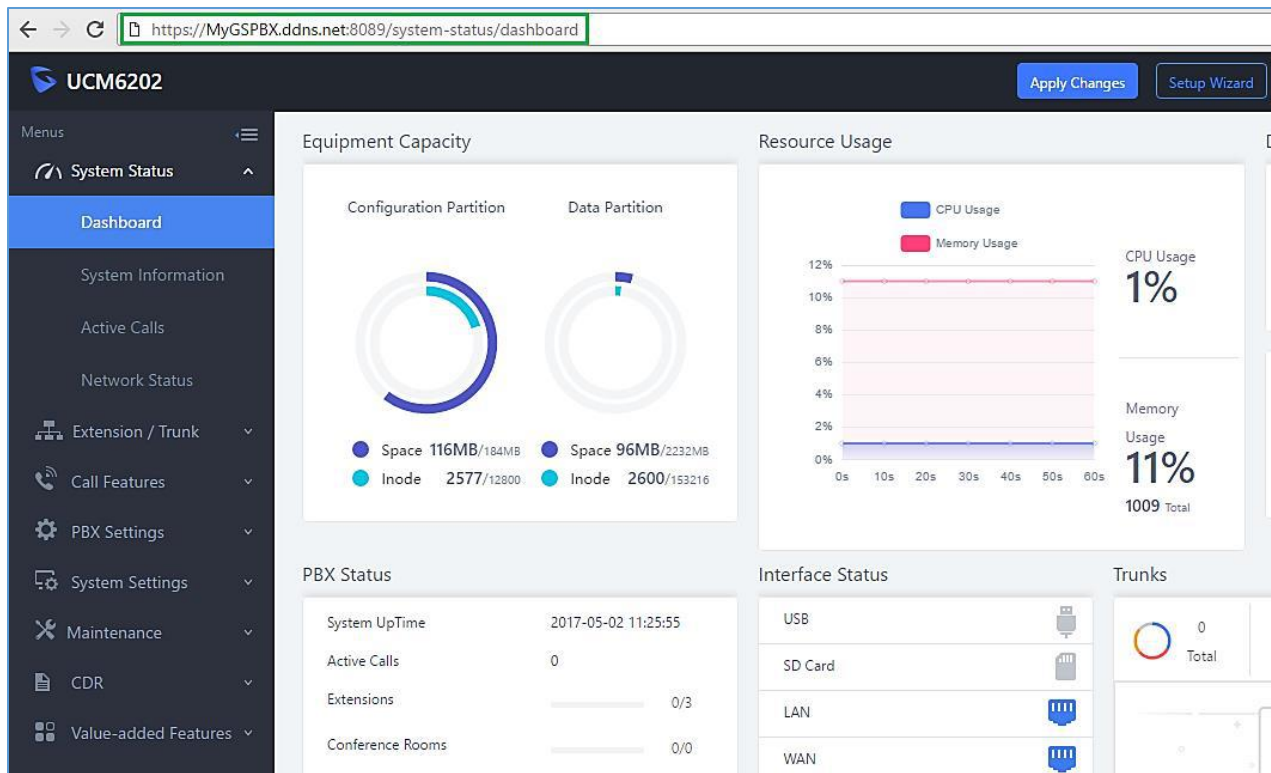 https://MyGSPBX.ddns.net:8089/system-status/dashboard
UCM6202
Apply Changes
Setup Wizard
Menus
System Status
Dashboard
System Information
Active Calls
Network Status
Extension / Trunk
Call Features
PBX Settings
System Settings
Maintenance
CDR
Value-added Features
Equipment Capacity
Configuration Partition
Data Partition
Space 116MB/184MB
Inode 2577/12800
Space 96MB/2232MB
Inode 2600/153216
Resource Usage
CPU Usage
Memory Usage
12%
10%
8%
6%
4%
2%
0%
0s 10s 20s 30s 40s 50s 60s
CPU Usage
1%
Memory
Usage
11%
1009 Total
PBX Status
System UpTime 2017-05-02 11:25:55
Active Calls 0
Extensions 0/3
Conference Rooms 0/0
Interface Status
USB
SD Card
LAN
WAN
Trunks
0
Total